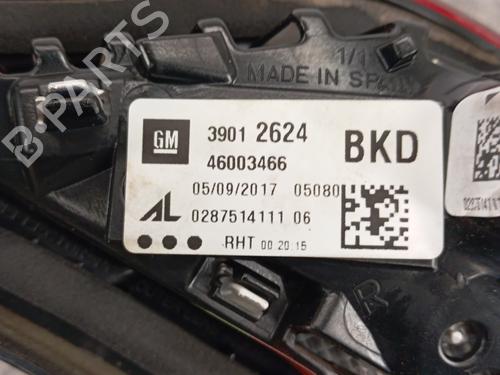 1/1
MADE IN SPAIN
GM 3901 2624 BKD
46003466
05/09/2017 05080
AL 0287514111 06
RHT 00 20 15
R
B-Parts